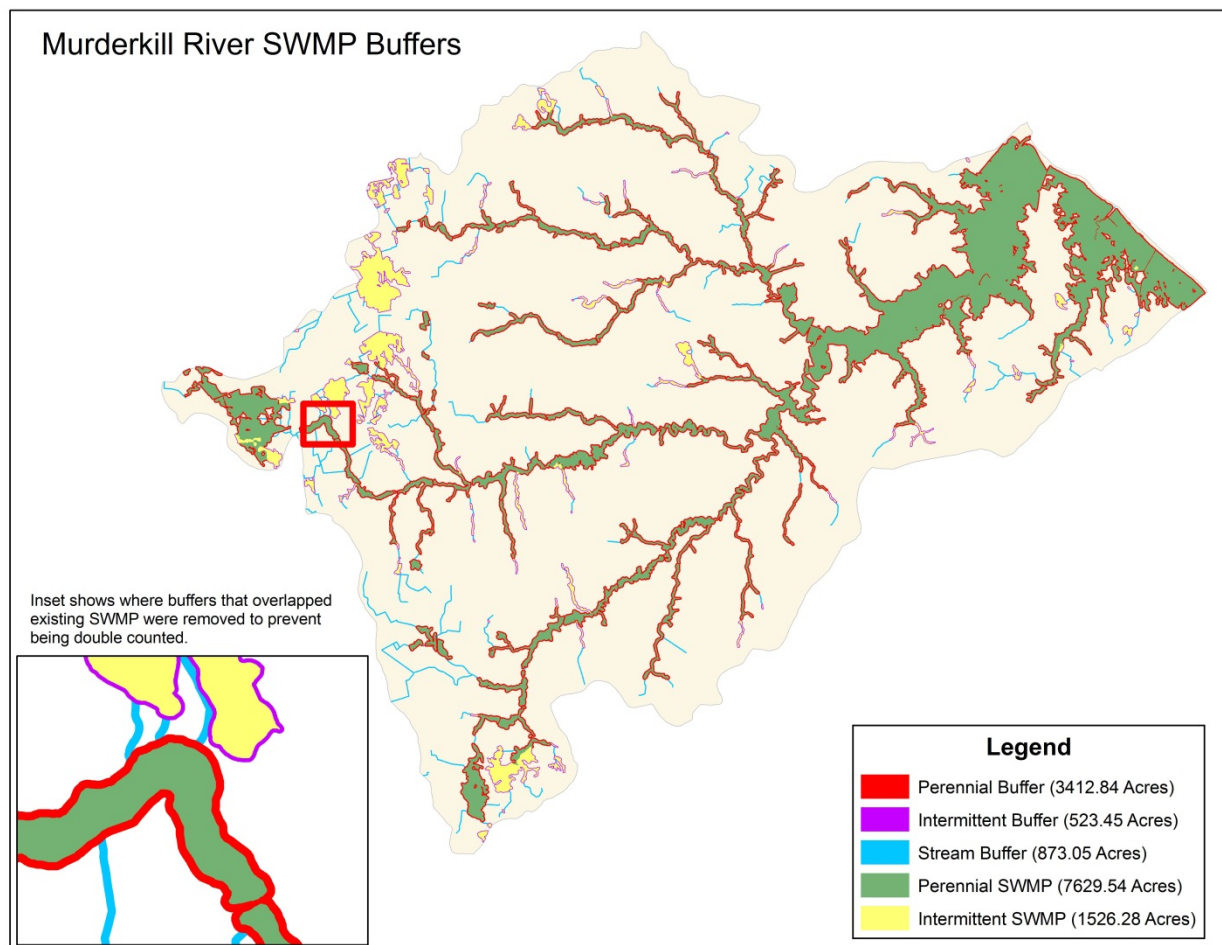 Murderkill River SWMP Buffers
Inset shows where buffers that overlapped
existing SWMP were removed to prevent
being double counted.
Legend
Perennial Buffer (3412.84 Acres)
Intermittent Buffer (523.45 Acres)
Stream Buffer (873.05 Acres)
Perennial SWMP (7629.54 Acres)
Intermittent SWMP (1526.28 Acres)